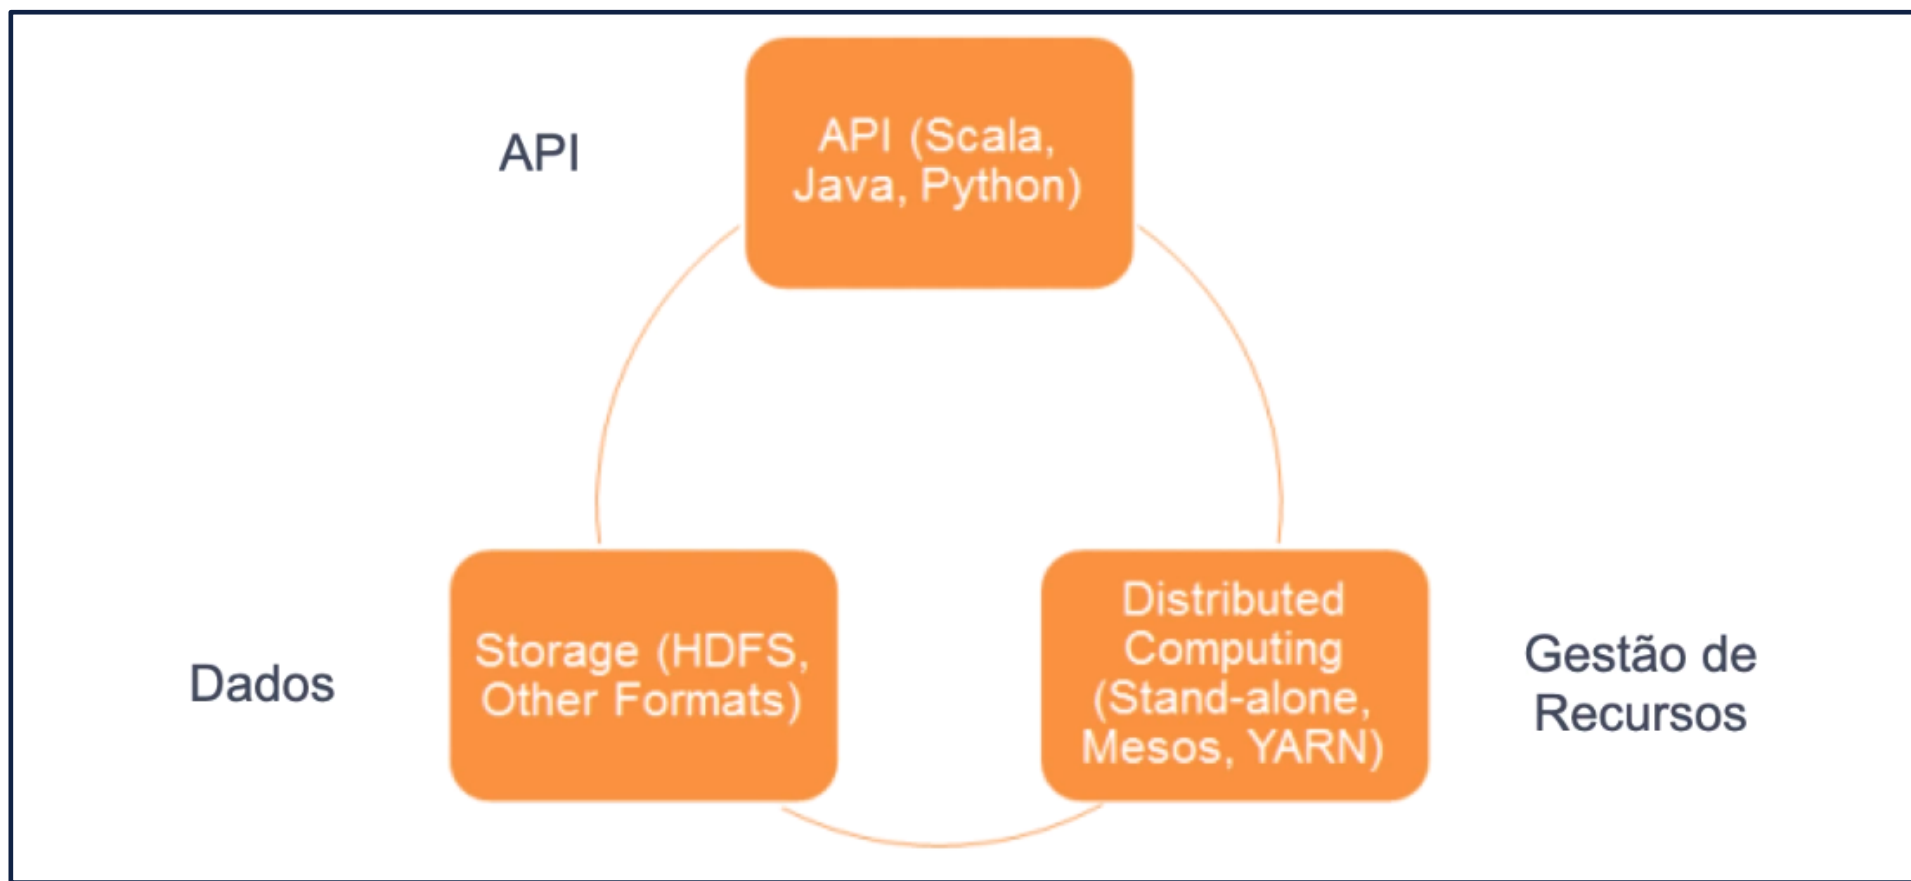 API
API (Scala,
Java, Python)
Dados
Storage (HDFS,
Other Formats)
Distributed
Computing
(Stand-alone,
Mesos, YARN)
Gestão de
Recursos